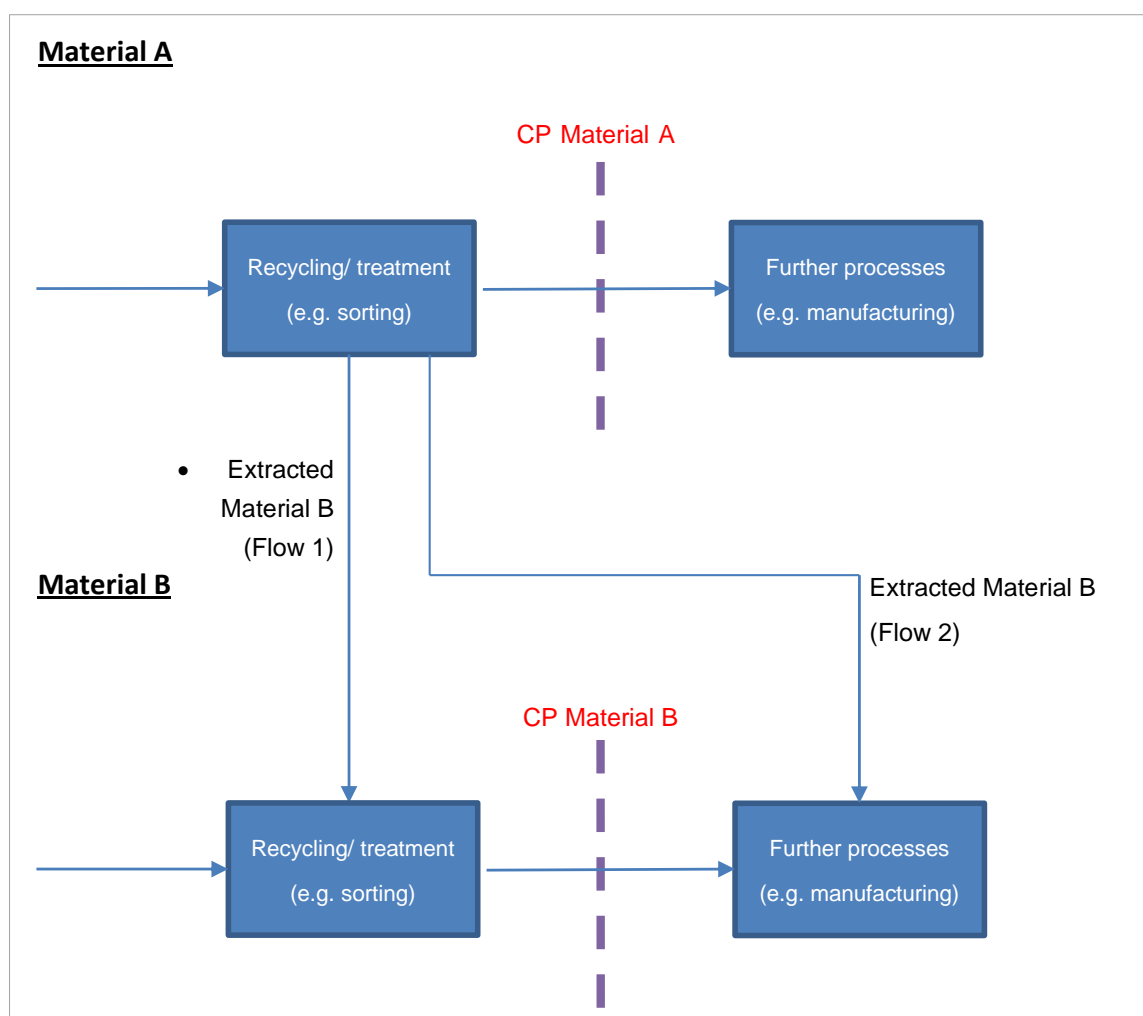 Material A
CP Material A
Recycling/ treatment
(e.g. sorting)
Further processes
(e.g. manufacturing)
• Extracted
Material B
(Flow 1)
Material B
Extracted Material B
(Flow 2)
CP Material B
Recycling/ treatment
(e.g. sorting)
Further processes
(e.g. manufacturing)